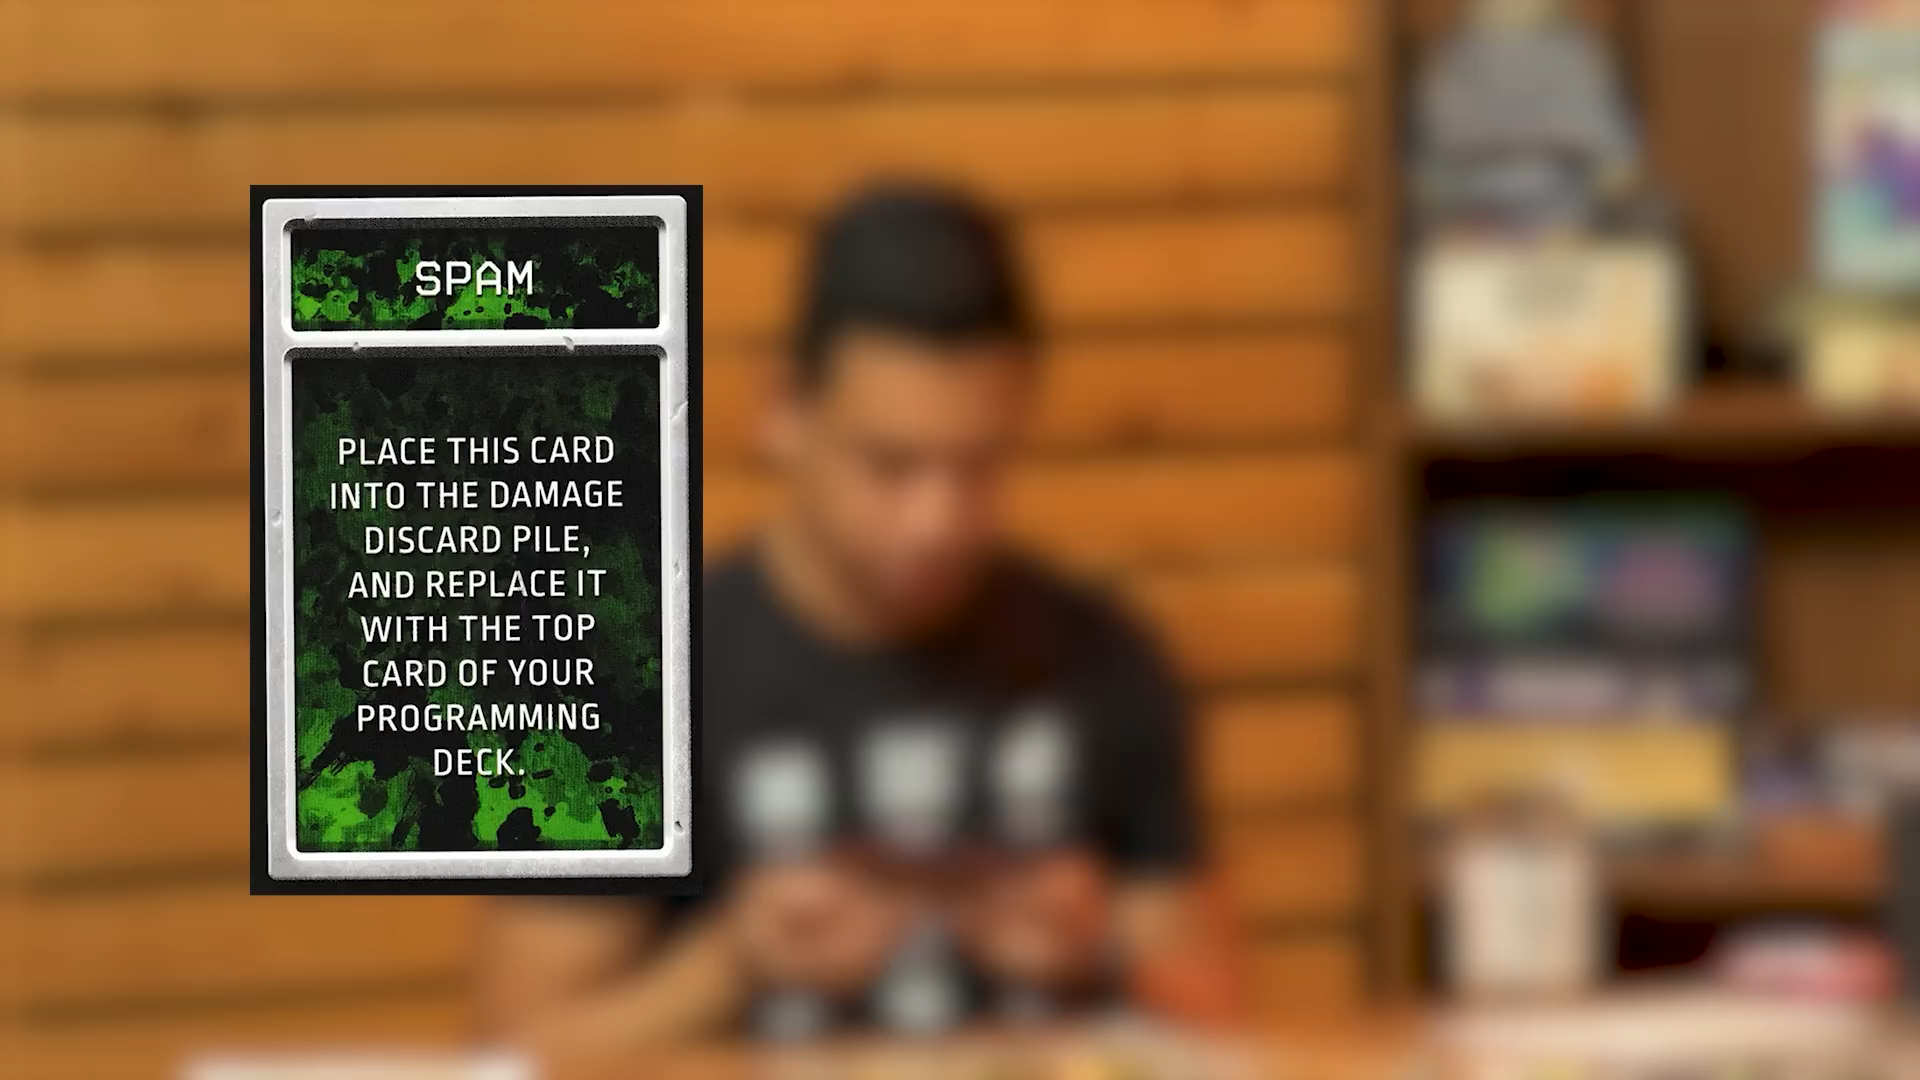 SPAM
PLACE THIS CARD
INTO THE DAMAGE
DISCARD PILE,
AND REPLACE IT
WITH THE TOP
CARD OF YOUR
PROGRAMMING
DECK.